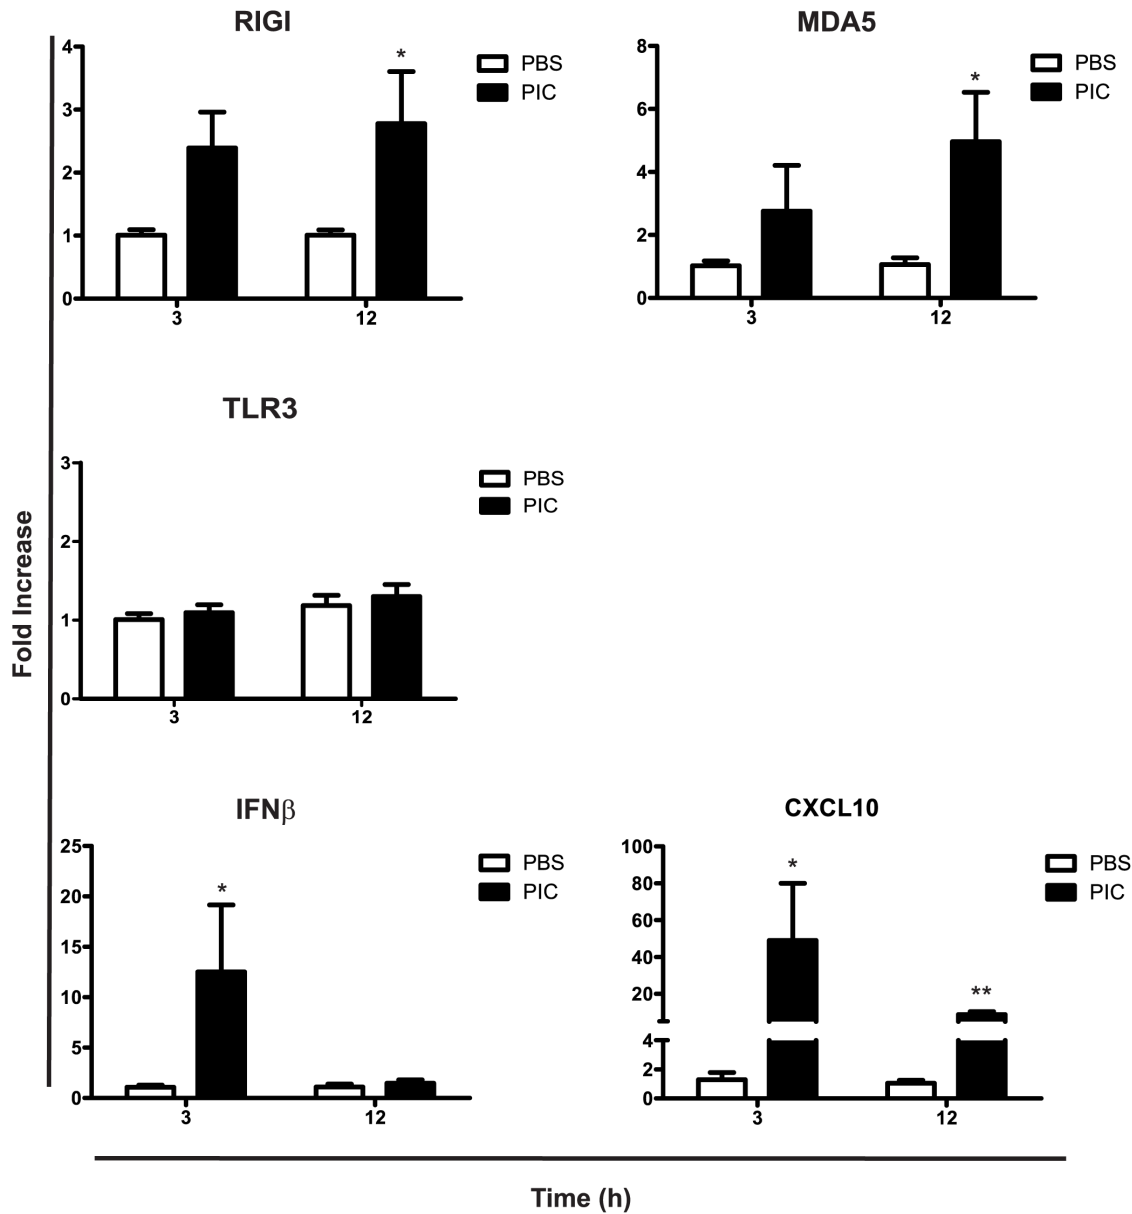 RIGI
4
3
2
1
0
*
3
12
PBS
PIC
MDA5
8
6
4
2
0
*
3
12
PBS
PIC
TLR3
3
2
1
0
3
12
PBS
PIC
Fold Increase
IFNβ
25
20
15
10
5
0
*
3
12
PBS
PIC
CXCL10
100
80
60
40
20
4
2
0
*
**
3
12
PBS
PIC
Time (h)